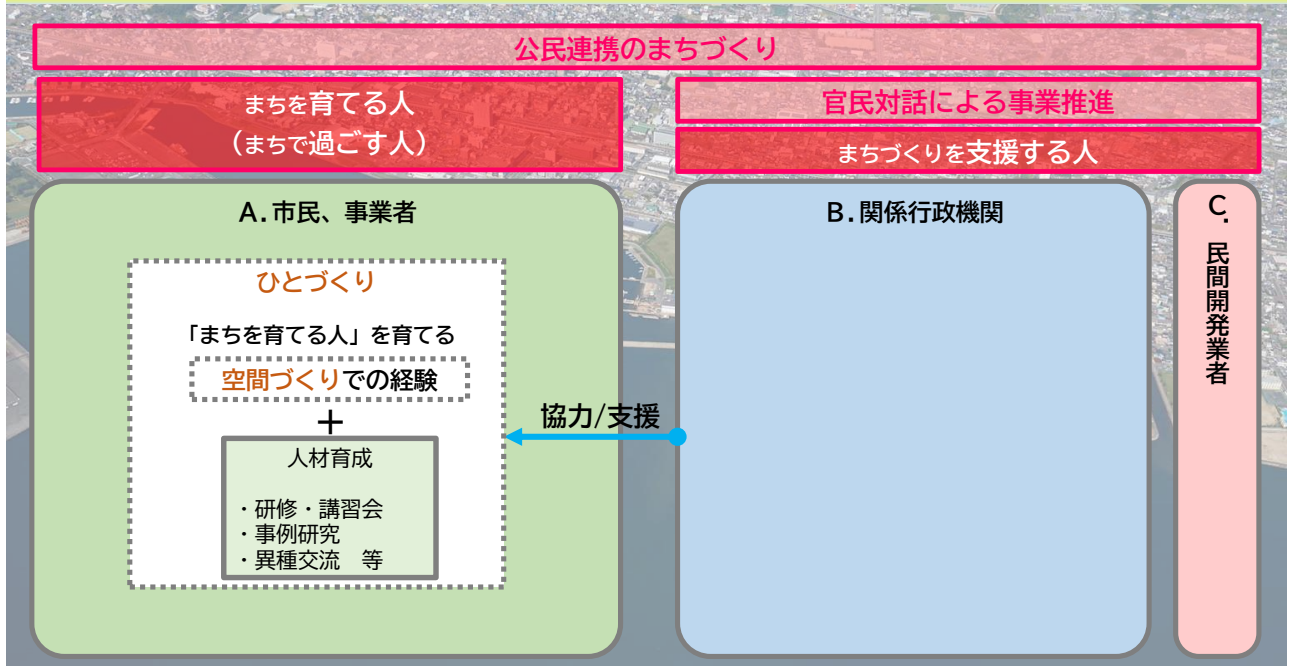 公民連携のまちづくり
まちを育てる人
(まちで過ごす人)
官民対話による事業推進
まちづくりを支援する人
A.市民、事業者
ひとづくり
「まちを育てる人」を育てる
空間づくりでの経験
+
人材育成
・研修・講習会
・事例研究
・異種交流 等
協力/支援
B.関係行政機関
C.民間開発業者